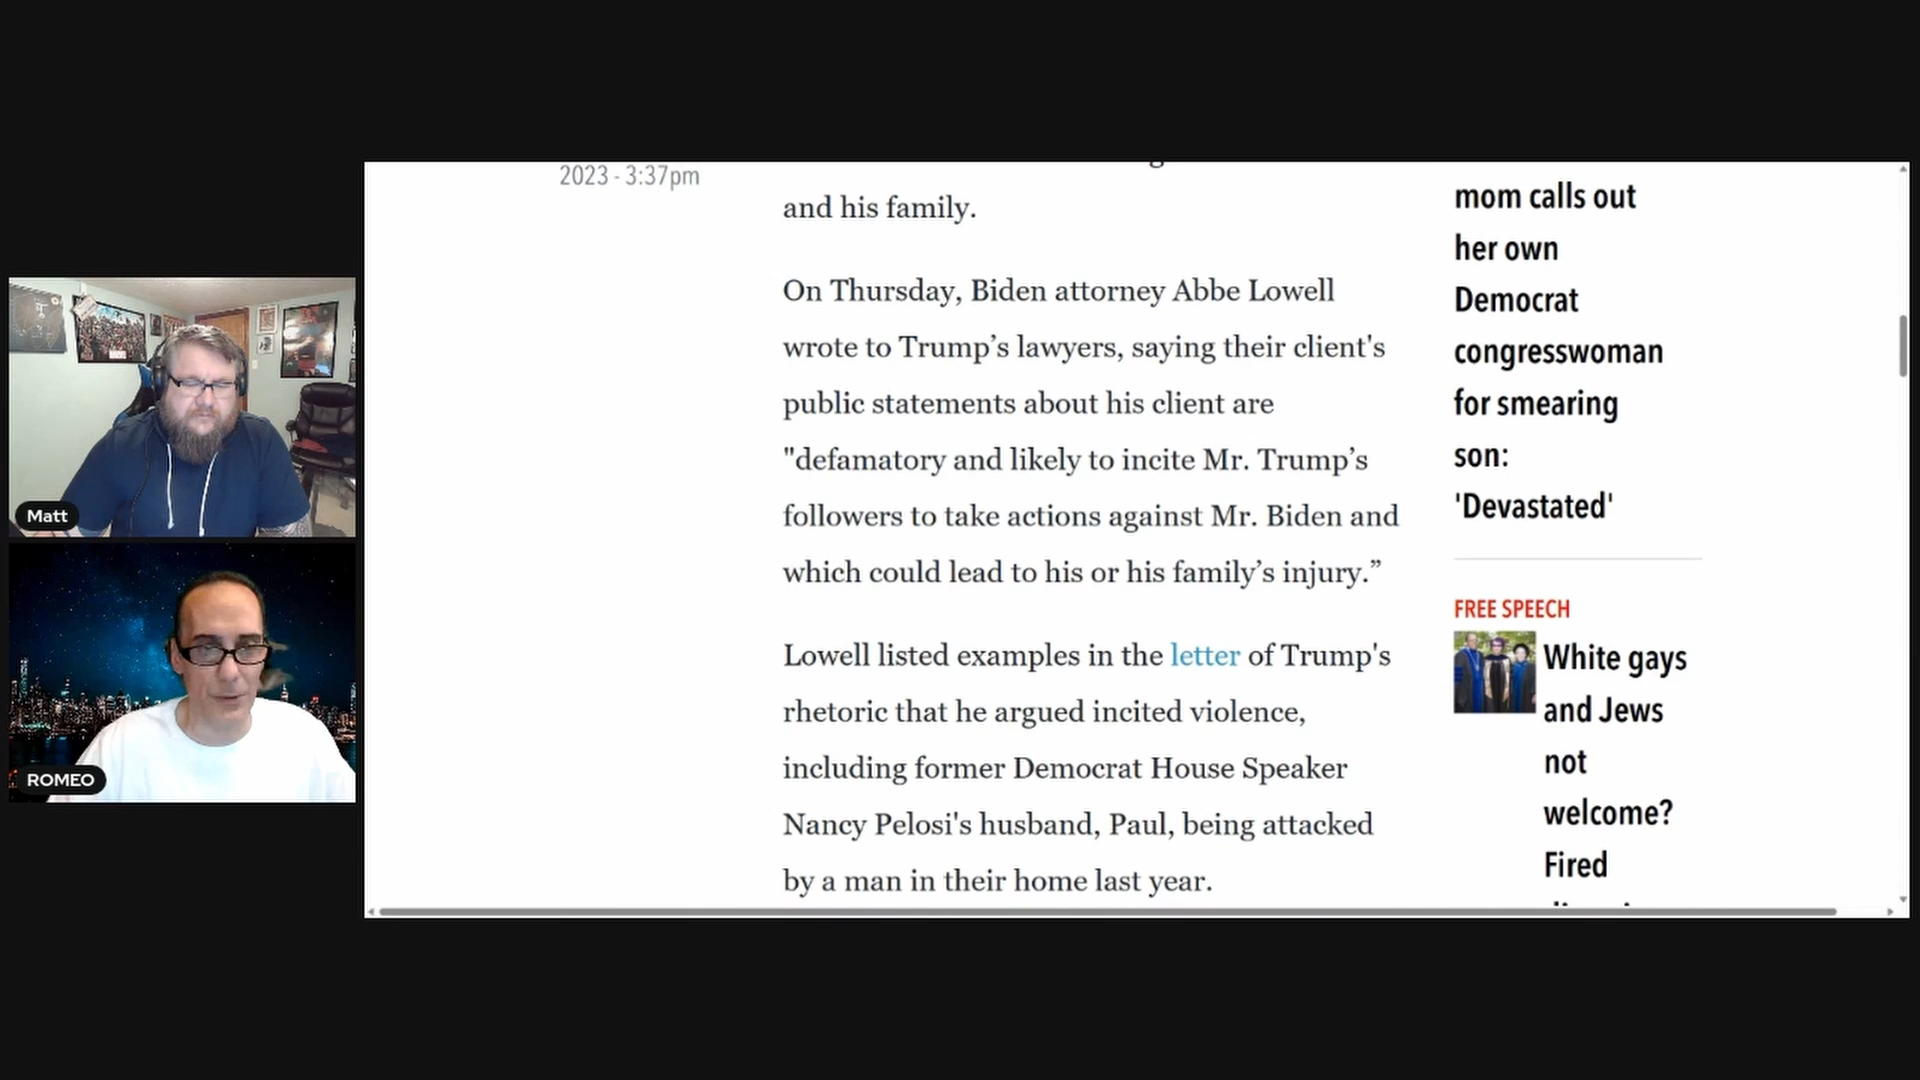 2023 - 3:37pm
and his family.
On Thursday, Biden attorney Abbe Lowell
wrote to Trump’s lawyers, saying their client's
public statements about his client are
"defamatory and likely to incite Mr. Trump’s
followers to take actions against Mr. Biden and
which could lead to his or his family’s injury.”
Lowell listed examples in the letter of Trump's
rhetoric that he argued incited violence,
including former Democrat House Speaker
Nancy Pelosi's husband, Paul, being attacked
by a man in their home last year.
mom calls out
her own
Democrat
congresswoman
for smearing
son:
'Devastated'
FREE SPEECH
White gays
and Jews
not
welcome?
Fired
Matt
ROMEO